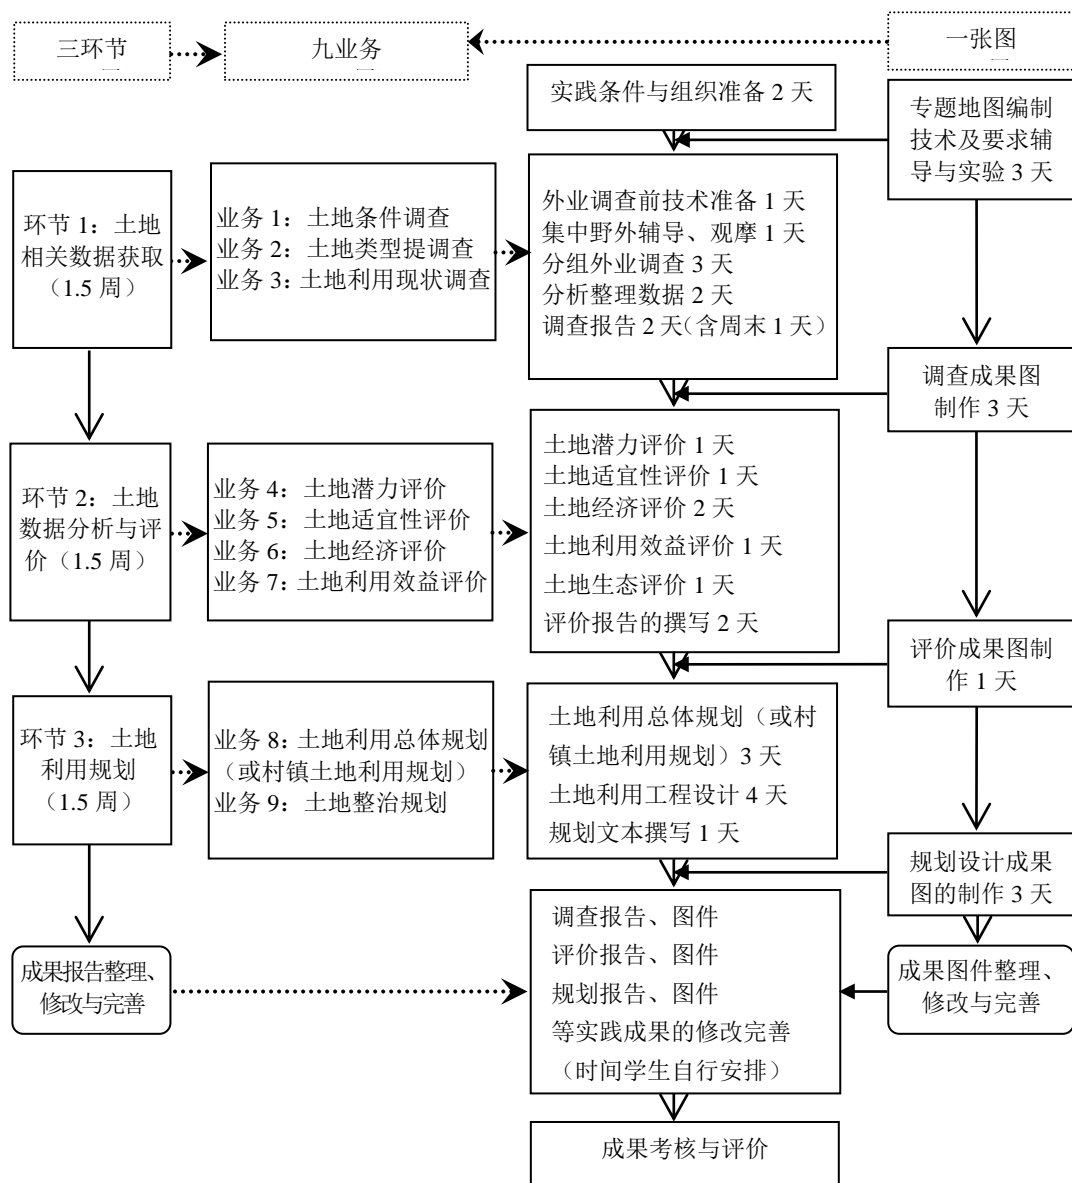 三环节
九业务
一张图
实践条件与组织准备 2 天
专题地图编制
技术及要求辅
导与实验 3 天
环节 1：土地
相关数据获取
（1.5 周）
业务 1：土地条件调查
业务 2：土地类型提调查
业务 3：土地利用现状调查
外业调查前技术准备 1 天
集中野外辅导、观摩 1 天
分组外业调查 3 天
分析整理数据 2 天
调查报告 2 天（含周末 1 天）
调查成果图
制作 3 天
环节 2：土地
数据分析与评
价（1.5 周）
业务 4：土地潜力评价
业务 5：土地适宜性评价
业务 6：土地经济评价
业务 7：土地利用效益评价
土地潜力评价 1 天
土地适宜性评价 1 天
土地经济评价 2 天
土地利用效益评价 1 天
土地生态评价 1 天
评价报告的撰写 2 天
评价成果图制
作 1 天
环节 3：土地
利用规划
（1.5 周）
业务 8：土地利用总体规划
（或村镇土地利用规划）
业务 9：土地整治规划
土地利用总体规划（或村
镇土地利用规划）3 天
土地利用工程设计 4 天
规划文本撰写 1 天
规划设计成果
图的制作 3 天
成果报告整理、
修改与完善
调查报告、图件
评价报告、图件
规划报告、图件
等实践成果的修改完善
（时间学生自行安排）
成果图件整理、
修改与完善
成果考核与评价